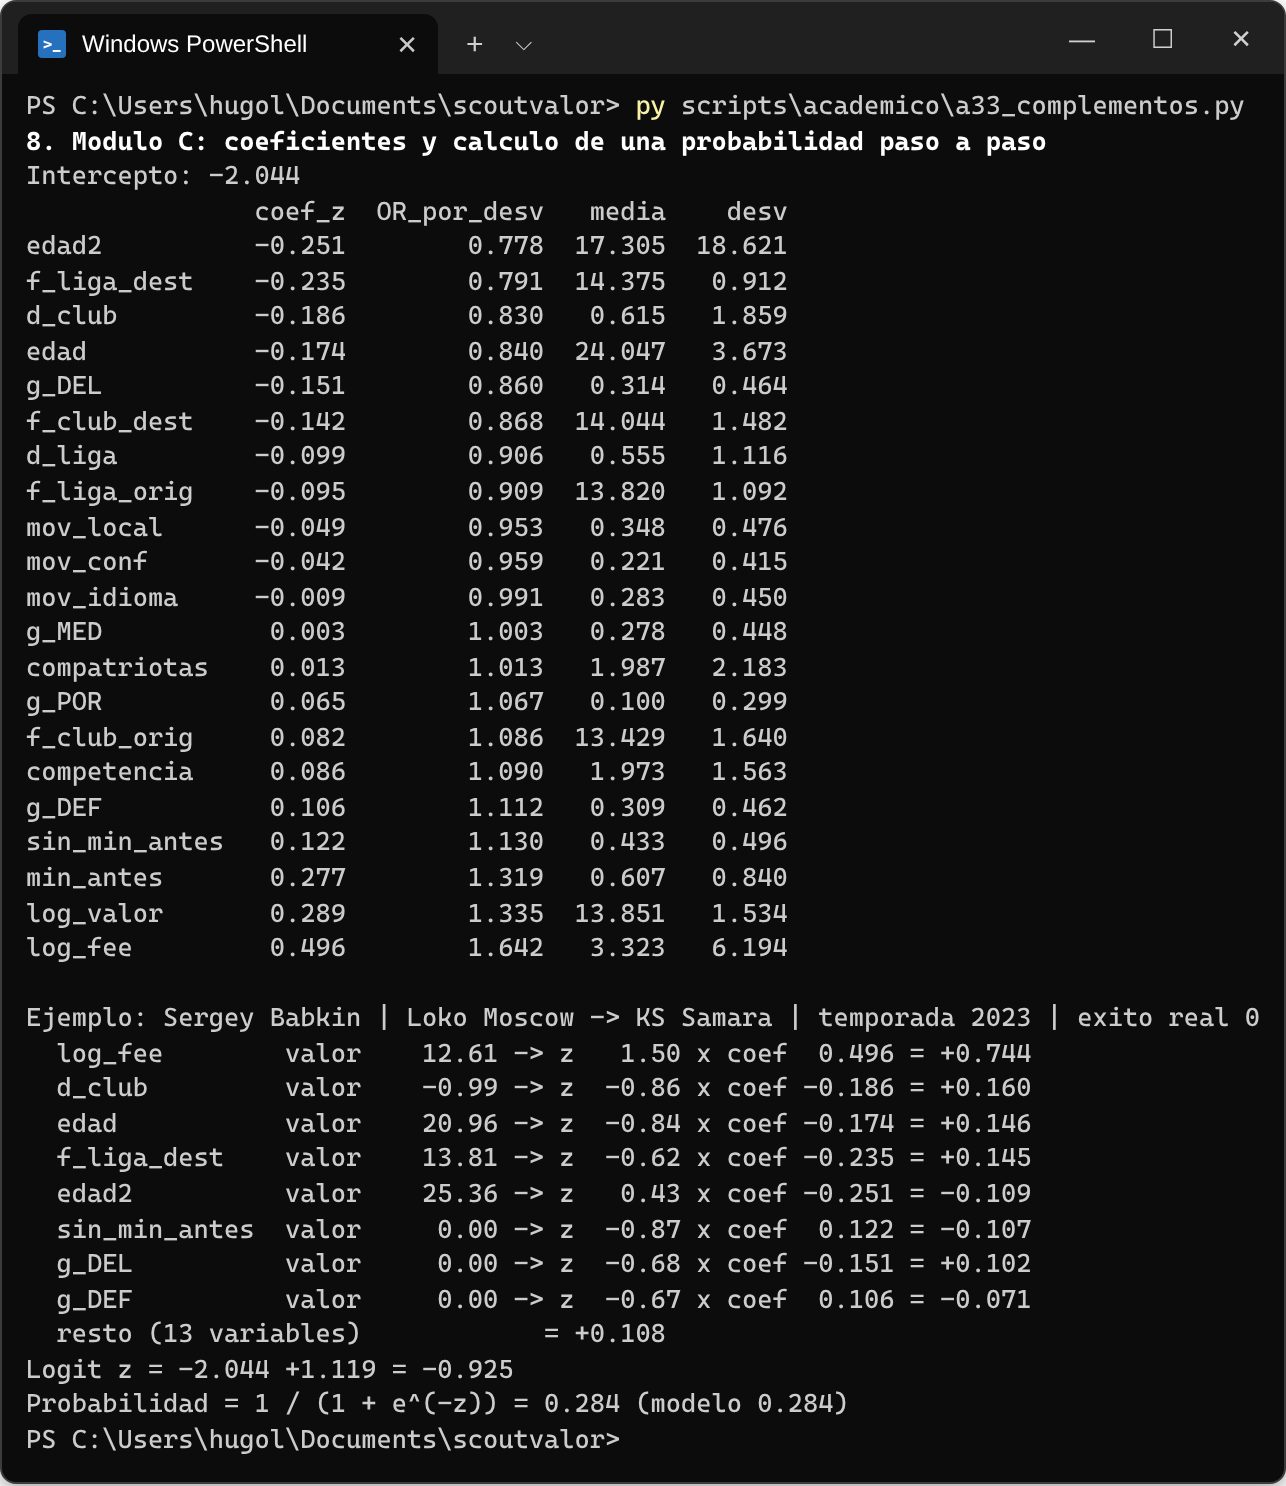 Windows PowerShell
PS C:\Users\hugol\Documents\scoutvalor> py scripts\academico\a33_complementos.py
8. Modulo C: coeficientes y calculo de una probabilidad paso a paso
Intercepto: -2.044
coef_z OR_por_desv media desv
edad2 -0.251 0.778 17.305 18.621
f_liga_dest -0.235 0.791 14.375 0.912
d_club -0.186 0.830 0.615 1.859
edad -0.174 0.840 24.047 3.673
g_DEL -0.151 0.860 0.314 0.464
f_club_dest -0.142 0.868 14.044 1.482
d_liga -0.099 0.906 0.555 1.116
f_liga_orig -0.095 0.909 13.820 1.092
mov_local -0.049 0.953 0.348 0.476
mov_conf -0.042 0.959 0.221 0.415
mov_idioma -0.009 0.991 0.283 0.450
g_MED 0.003 1.003 0.278 0.448
compatriotas 0.013 1.013 1.987 2.183
g_POR 0.065 1.067 0.100 0.299
f_club_orig 0.082 1.086 13.429 1.640
competencia 0.086 1.090 1.973 1.563
g_DEF 0.106 1.112 0.309 0.462
sin_min_antes 0.122 1.130 0.433 0.496
min_antes 0.277 1.319 0.607 0.840
log_valor 0.289 1.335 13.851 1.534
log_fee 0.496 1.642 3.323 6.194
Ejemplo: Sergey Babkin | Loko Moscow -> KS Samara | temporada 2023 | exito real 0
log_fee valor 12.61 -> z 1.50 x coef 0.496 = +0.744
d_club valor -0.99 -> z -0.86 x coef -0.186 = +0.160
edad valor 20.96 -> z -0.84 x coef -0.174 = +0.146
f_liga_dest valor 13.81 -> z -0.62 x coef -0.235 = +0.145
edad2 valor 25.36 -> z 0.43 x coef -0.251 = -0.109
sin_min_antes valor 0.00 -> z -0.87 x coef 0.122 = -0.107
g_DEL valor 0.00 -> z -0.68 x coef -0.151 = +0.102
g_DEF valor 0.00 -> z -0.67 x coef 0.106 = -0.071
resto (13 variables) = +0.108
Logit z = -2.044 +1.119 = -0.925
Probabilidad = 1 / (1 + e^(-z)) = 0.284 (modelo 0.284)
PS C:\Users\hugol\Documents\scoutvalor>